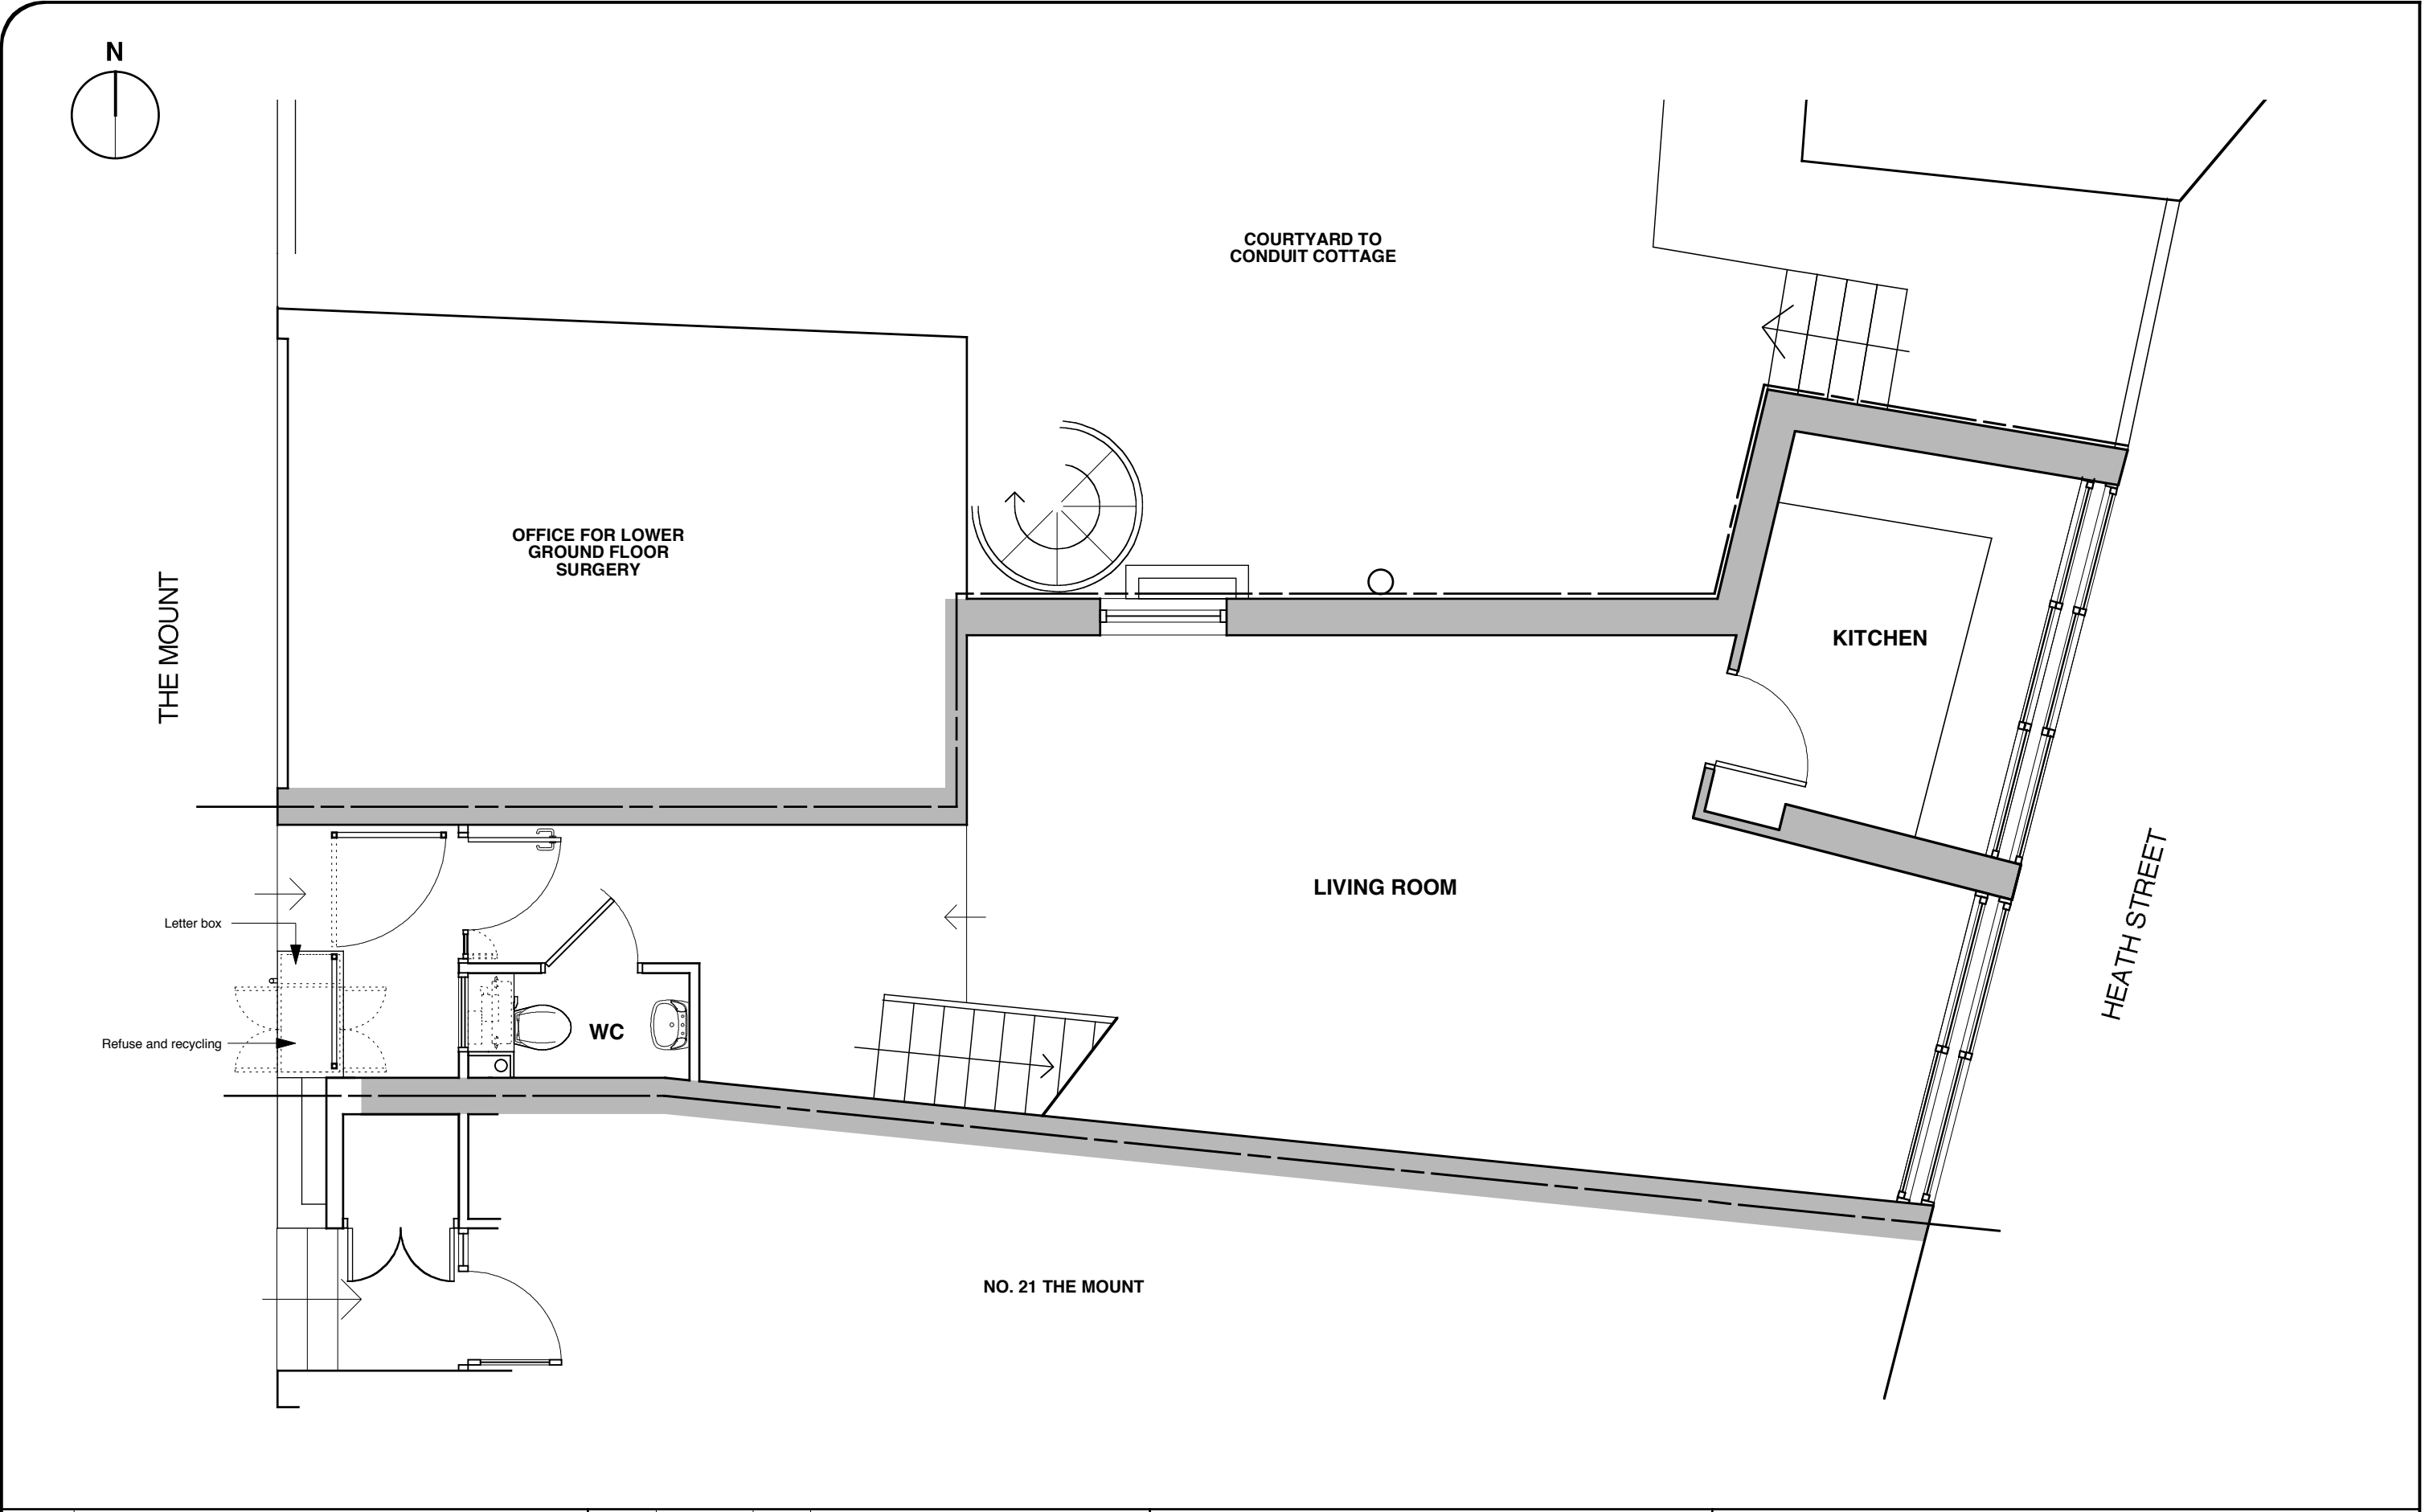 N
COURTYARD TO
CONDUIT COTTAGE
OFFICE FOR LOWER
GROUND FLOOR
SURGERY
THE MOUNT
KITCHEN
LIVING ROOM
HEATH STREET
Letter box
WC
Refuse and recycling
NO. 21 THE MOUNT